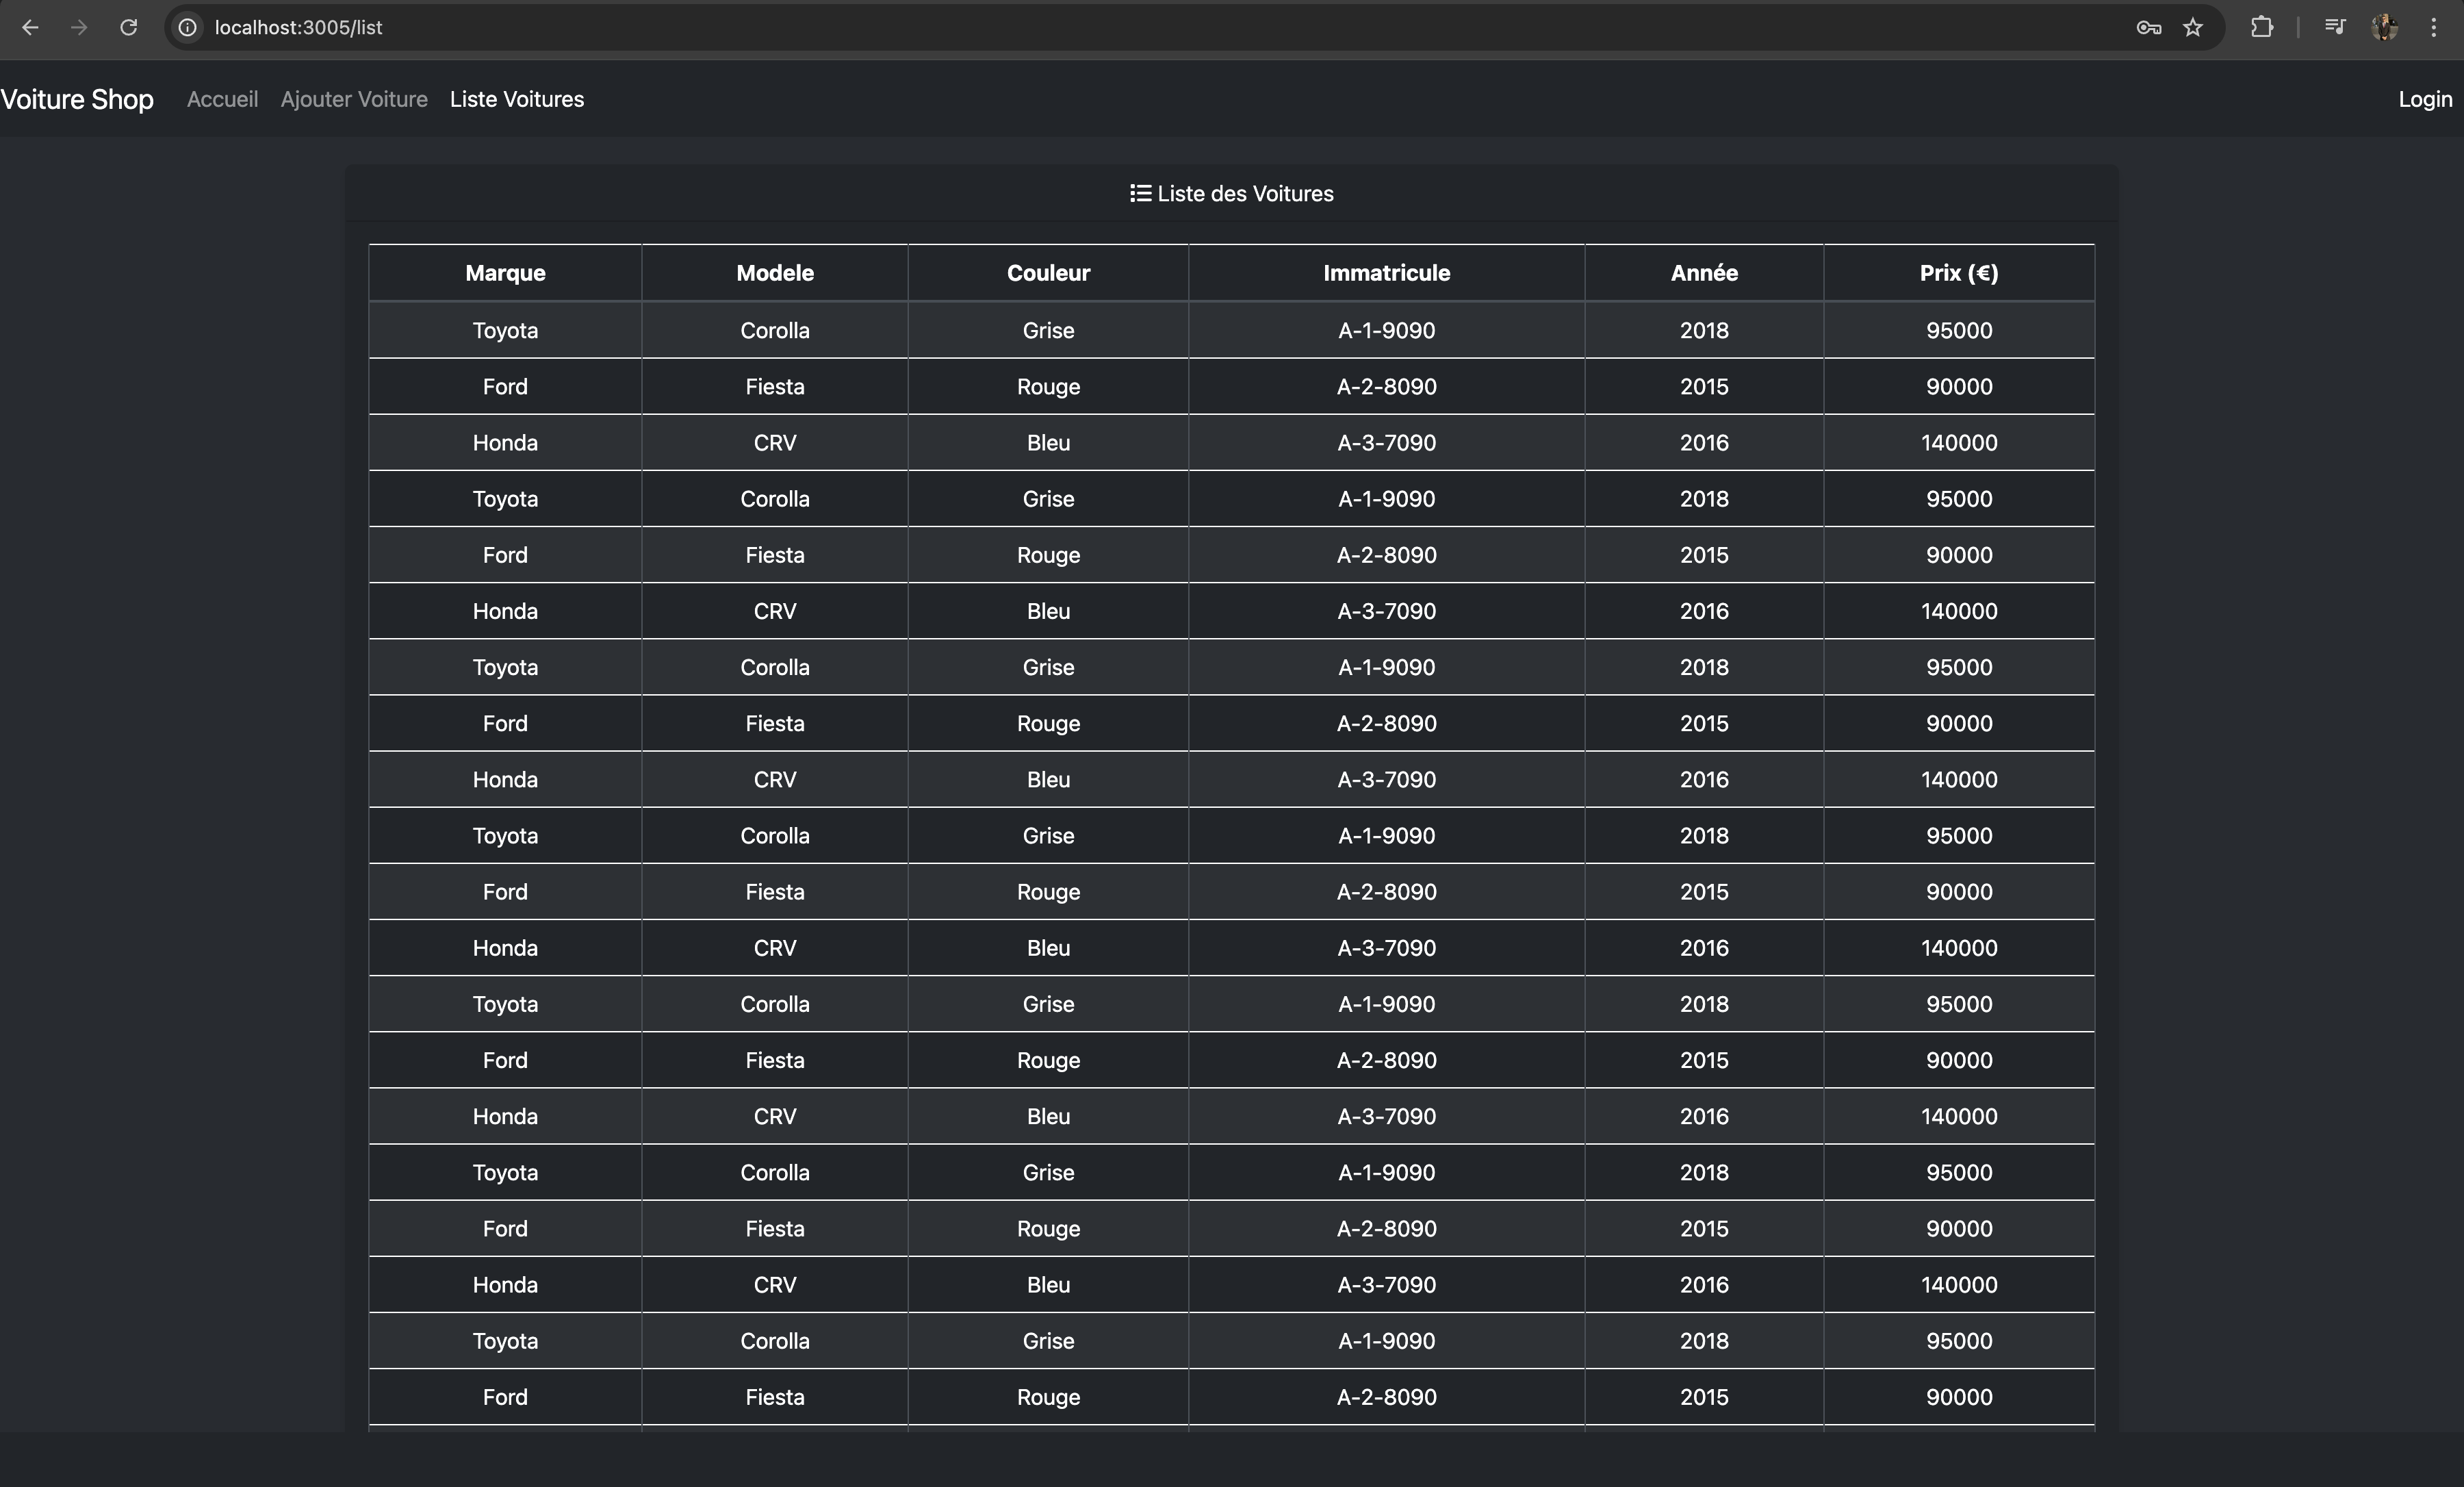 localhost:3005/list
Voiture Shop Accueil Ajouter Voiture Liste Voitures Login
Liste des Voitures
Marque Modele Couleur Immatricule Année Prix (€)
Toyota Corolla Grise A-1-9090 2018 95000
Ford Fiesta Rouge A-2-8090 2015 90000
Honda CRV Bleu A-3-7090 2016 140000
Toyota Corolla Grise A-1-9090 2018 95000
Ford Fiesta Rouge A-2-8090 2015 90000
Honda CRV Bleu A-3-7090 2016 140000
Toyota Corolla Grise A-1-9090 2018 95000
Ford Fiesta Rouge A-2-8090 2015 90000
Honda CRV Bleu A-3-7090 2016 140000
Toyota Corolla Grise A-1-9090 2018 95000
Ford Fiesta Rouge A-2-8090 2015 90000
Honda CRV Bleu A-3-7090 2016 140000
Toyota Corolla Grise A-1-9090 2018 95000
Ford Fiesta Rouge A-2-8090 2015 90000
Honda CRV Bleu A-3-7090 2016 140000
Toyota Corolla Grise A-1-9090 2018 95000
Ford Fiesta Rouge A-2-8090 2015 90000
Honda CRV Bleu A-3-7090 2016 140000
Toyota Corolla Grise A-1-9090 2018 95000
Ford Fiesta Rouge A-2-8090 2015 90000